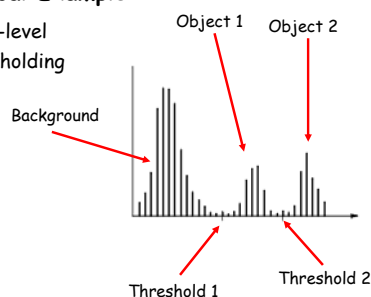 -level
holding
Object 1
Object 2
Background
Threshold 1
Threshold 2